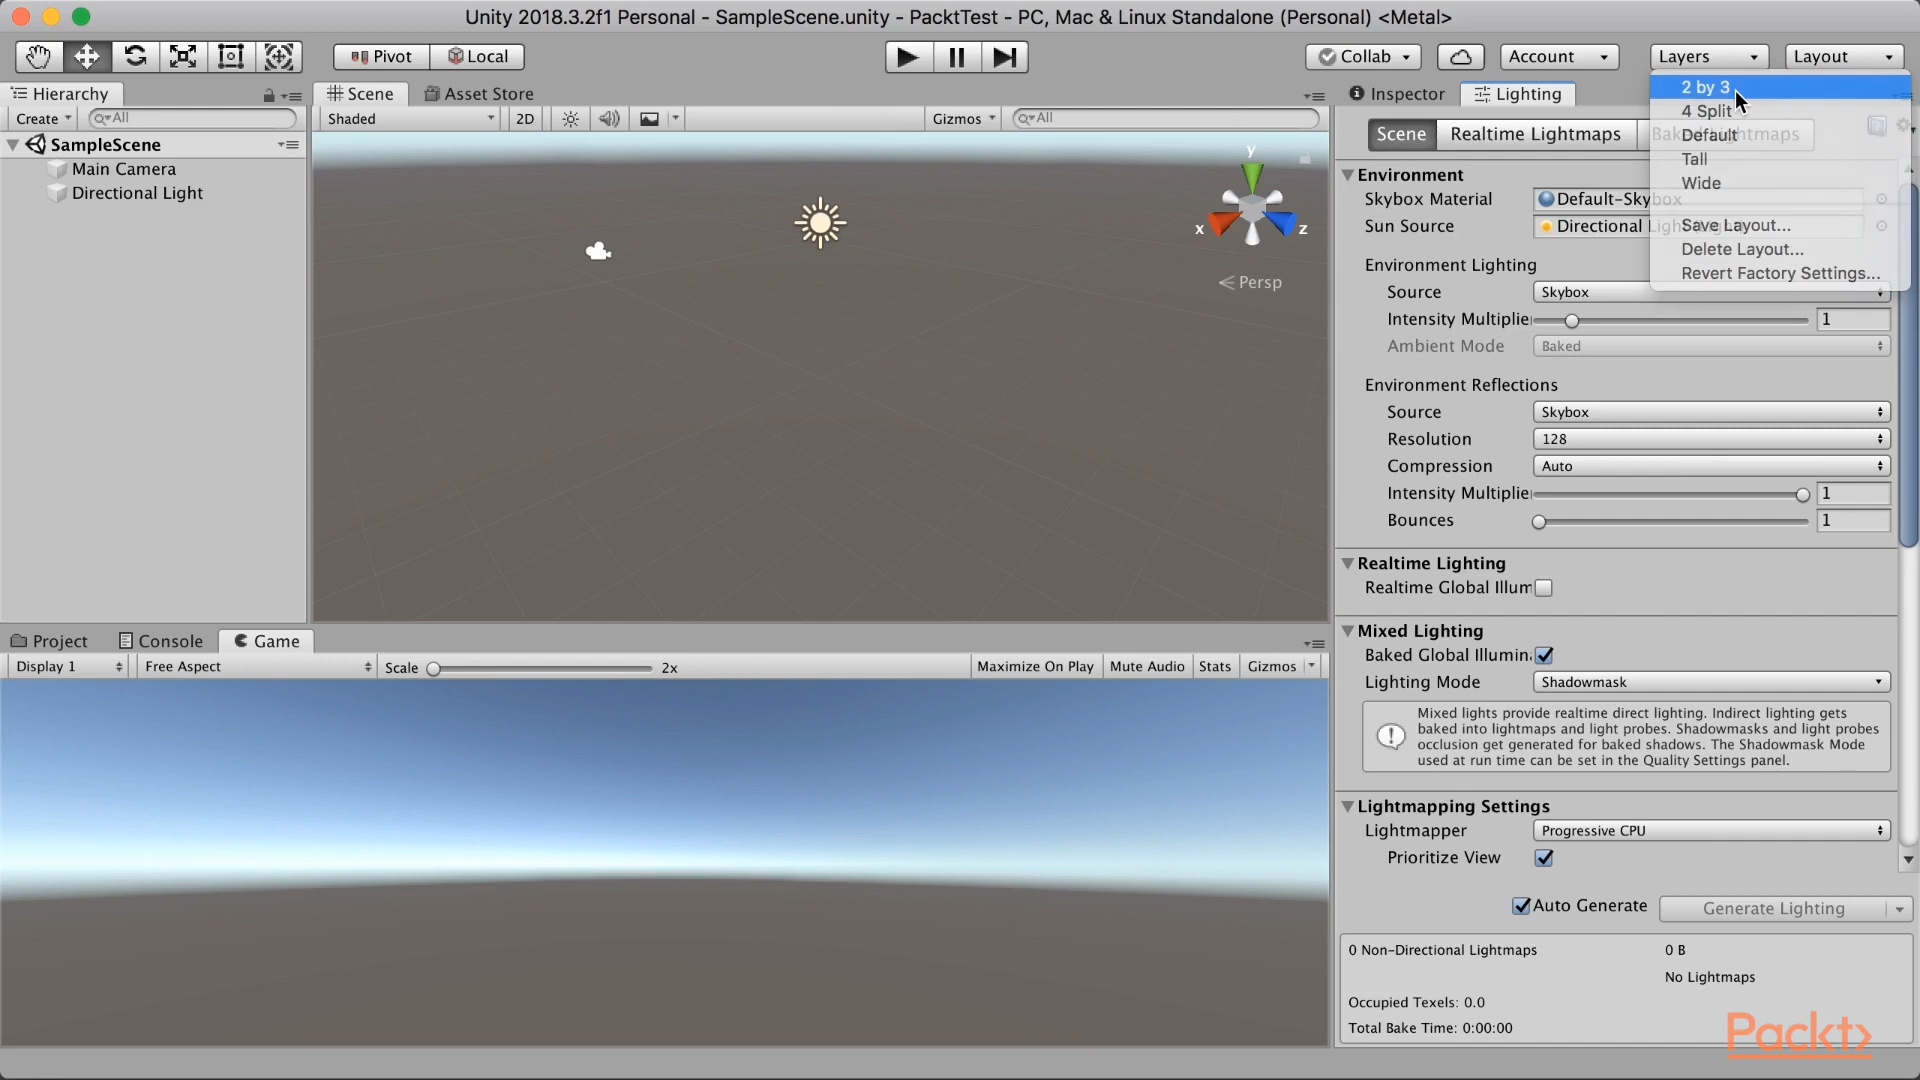 Unity 2018.3.2f1 Personal - SampleScene.unity - PacktTest - PC, Mac & Linux Standalone (Personal) <Metal>
Pivot Local Collab Account Layers Layout
Hierarchy Scene Asset Store Inspector Lighting
Create All Shaded 2D Gizmos All
2 by 3
4 Split
Default
Tall
Wide
Save Layout...
Delete Layout...
Revert Factory Settings...
SampleScene
Main Camera
Directional Light
y
x
z
Persp
Scene Realtime Lightmaps Baked Lightmaps
Environment
Skybox Material Default-Skybox
Sun Source Directional Light
Environment Lighting
Source Skybox
Intensity Multiplie 1
Ambient Mode Baked
Environment Reflections
Source Skybox
Resolution 128
Compression Auto
Intensity Multiplie 1
Bounces 1
Realtime Lighting
Realtime Global Illum
Mixed Lighting
Baked Global Illumin
Lighting Mode Shadowmask
Mixed lights provide realtime direct lighting. Indirect lighting gets
baked into lightmaps and light probes. Shadowmasks and light probes
occlusion get generated for baked shadows. The Shadowmask Mode
used at run time can be set in the Quality Settings panel.
Lightmapping Settings
Lightmapper Progressive CPU
Prioritize View
Auto Generate Generate Lighting
0 Non-Directional Lightmaps 0 B
No Lightmaps
Occupied Texels: 0.0
Total Bake Time: 0:00:00
Project Console Game
Display 1 Free Aspect Scale 2x Maximize On Play Mute Audio Stats Gizmos
Packt